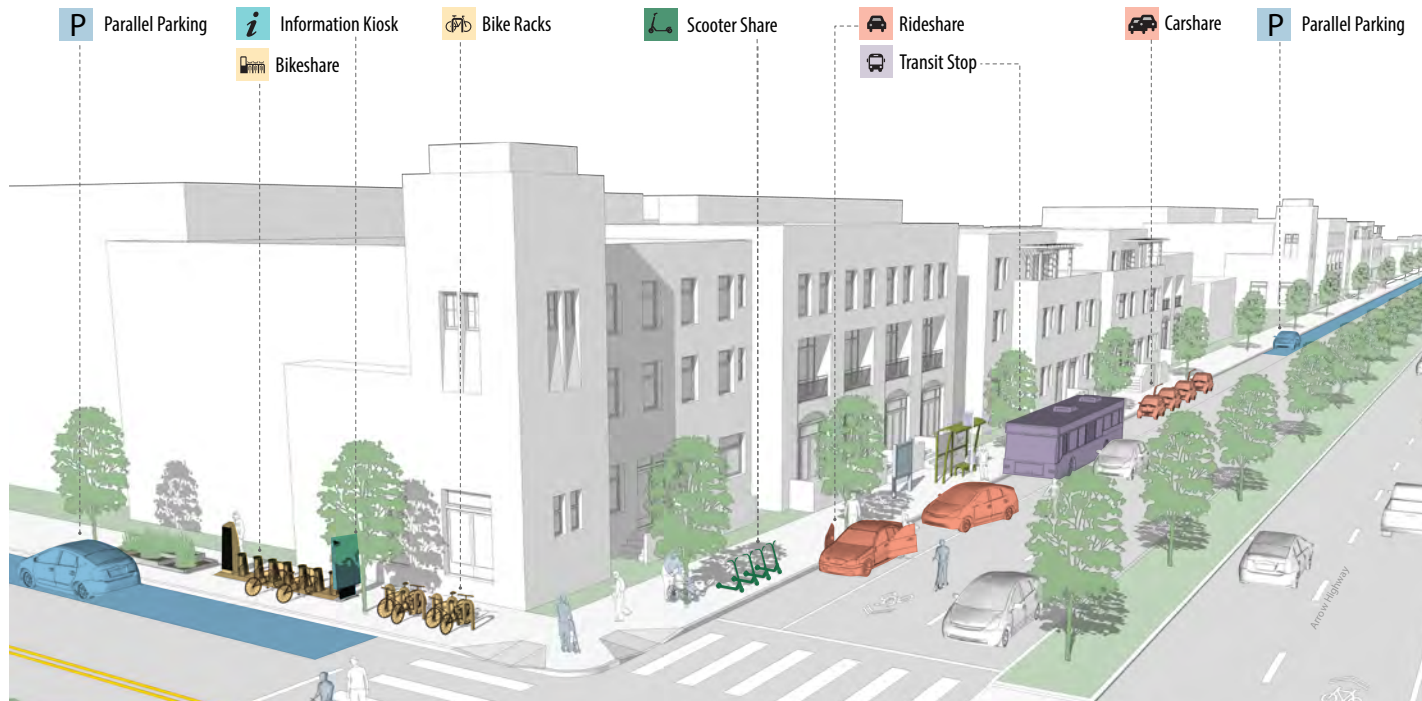 P Parallel Parking
i Information Kiosk
Bike Racks
Scooter Share
Rideshare
Carshare
P Parallel Parking
Bikeshare
Transit Stop
Arrow Highway